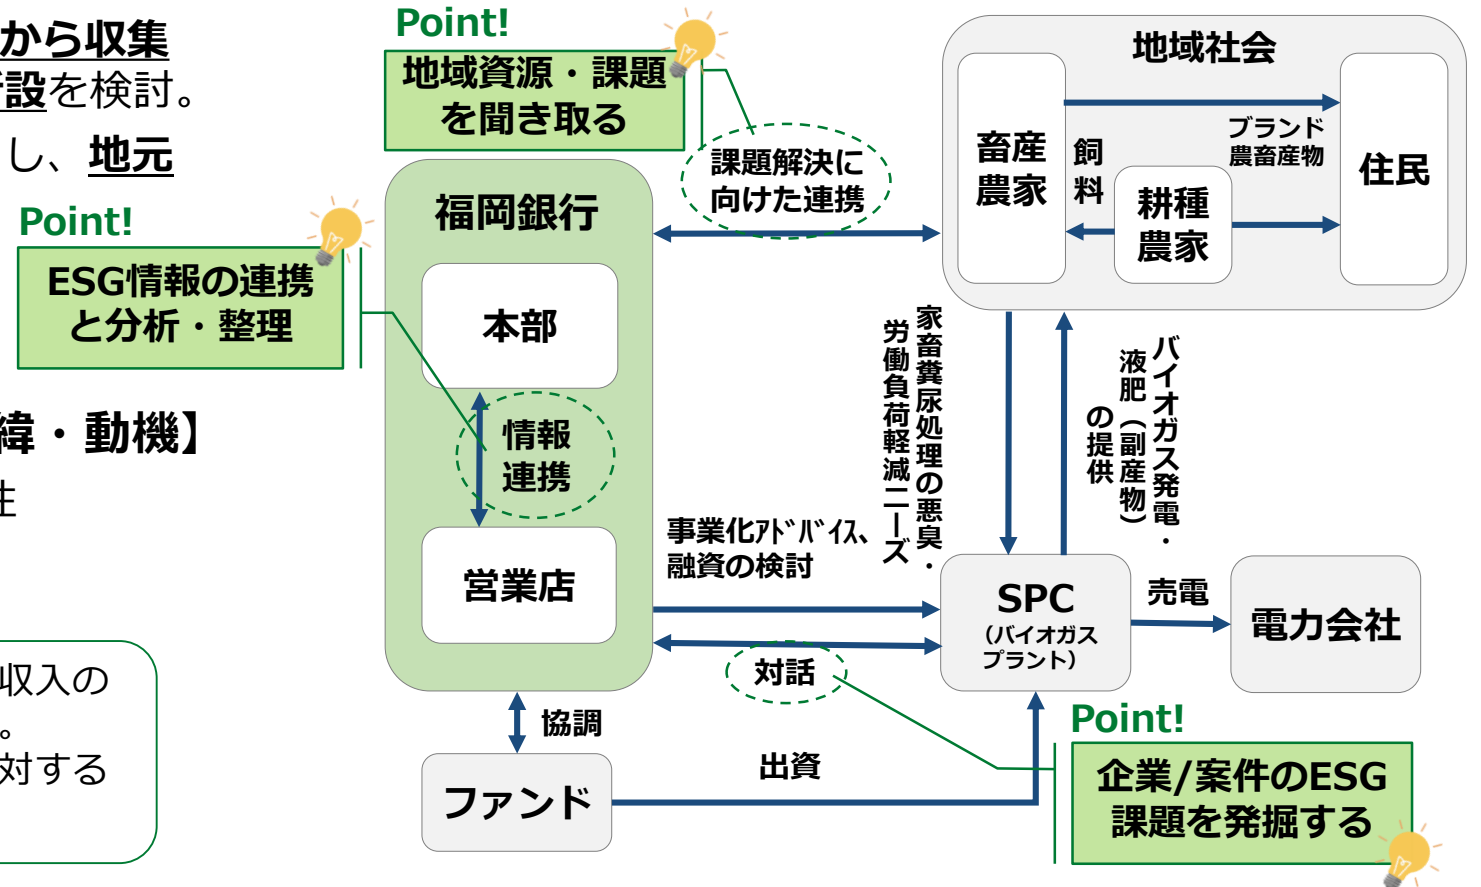 から収集
設を検討。
し、地元
Point!
地域資源・課題
を聞き取る
Point!
ESG情報の連携
と分析・整理
緯・動機】
性
収入の
。
対する
福岡銀行
本部
情報
連携
営業店
課題解決に
向けた連携
地域社会
畜産
農家
飼
料
耕種
農家
ブランド
農畜産物
住民
家畜糞尿処理の悪臭・
労働負荷軽減ニーズ
バイオガス発電・
液肥（副産物）
の提供
事業化ｱﾄﾞﾊﾞｲｽ、
融資の検討
対話
SPC
（バイオガス
プラント）
売電
電力会社
協調
ファンド
出資
Point!
企業/案件のESG
課題を発掘する